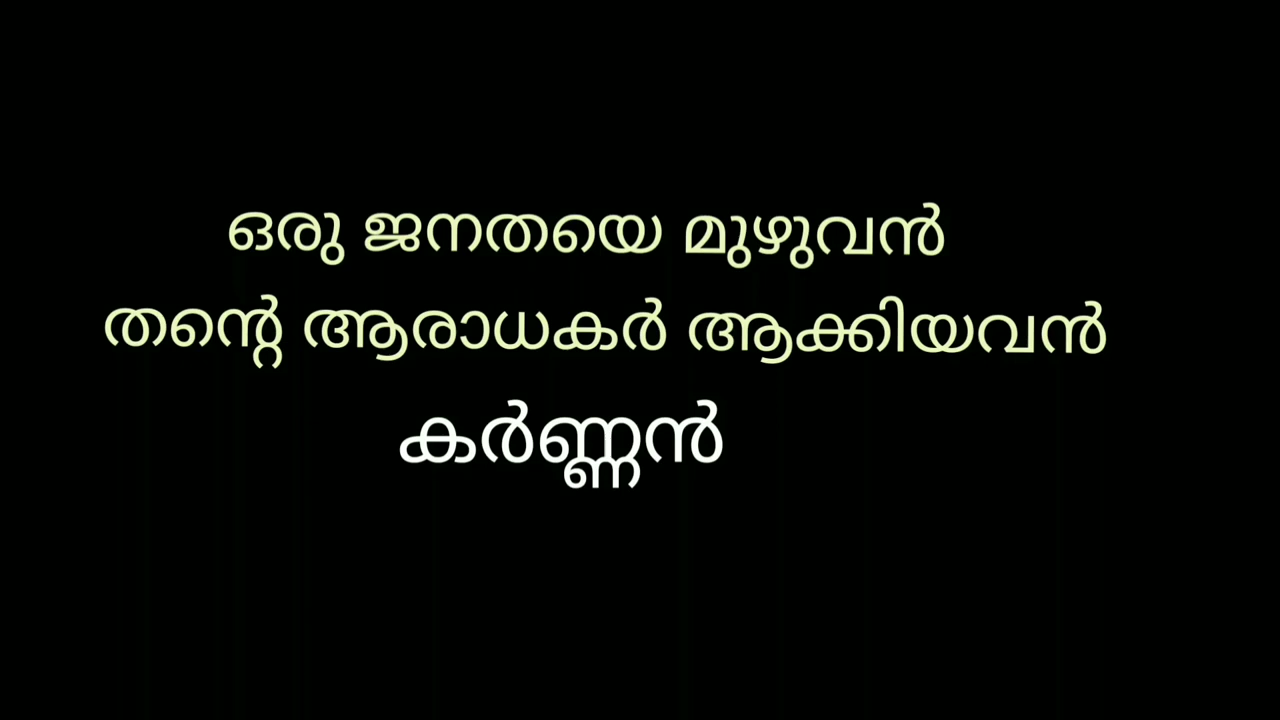 ഒരു ജനതയെ മുഴുവൻ
തന്റെ ആരാധകർ ആക്കിയവൻ
കർണ്ണൻ